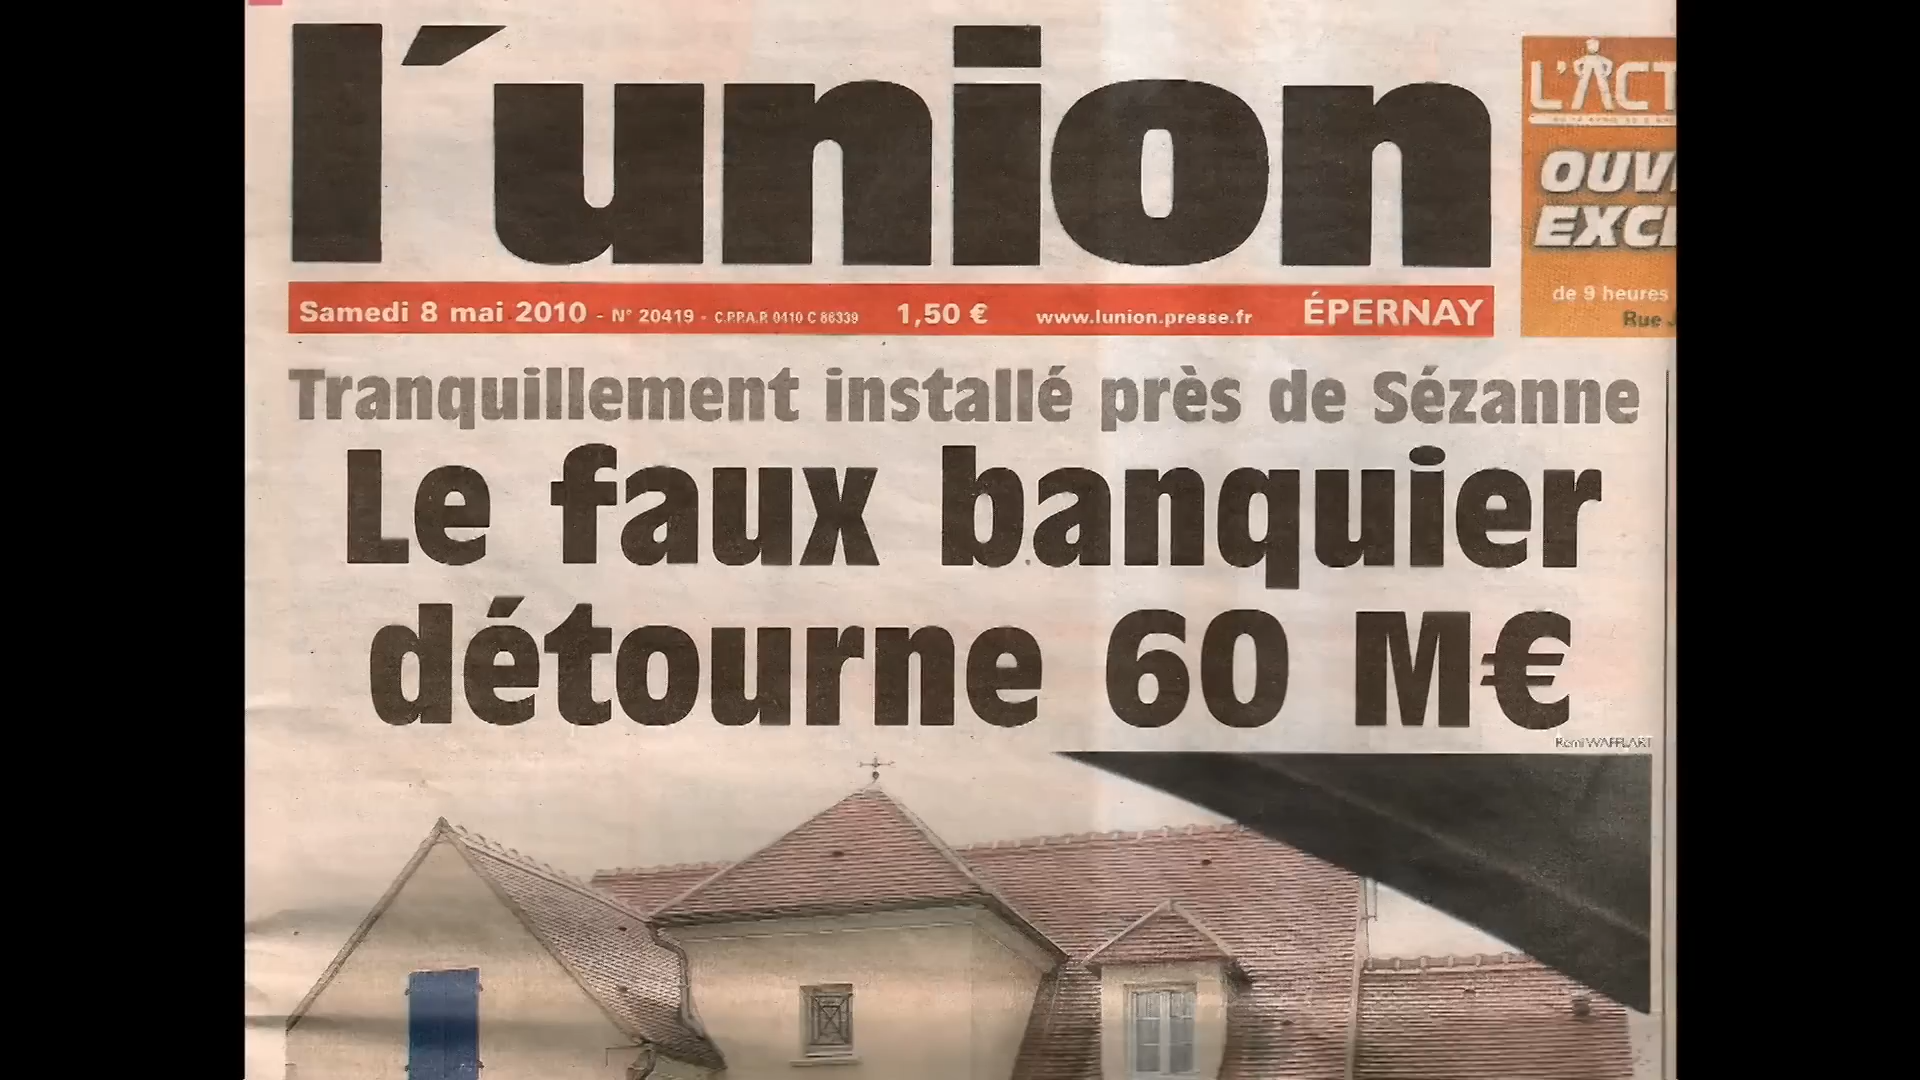 l'union
Samedi 8 mai 2010 - N° 20419 - C.P.P.A.P. 0410 C 86339 1,50 € www.lunion.presse.fr ÉPERNAY
Tranquillement installé près de Sézanne
Le faux banquier
détourne 60 M€
Rémi WAFFLART
L'ACT
OUV
EXC
de 9 heures
Rue J